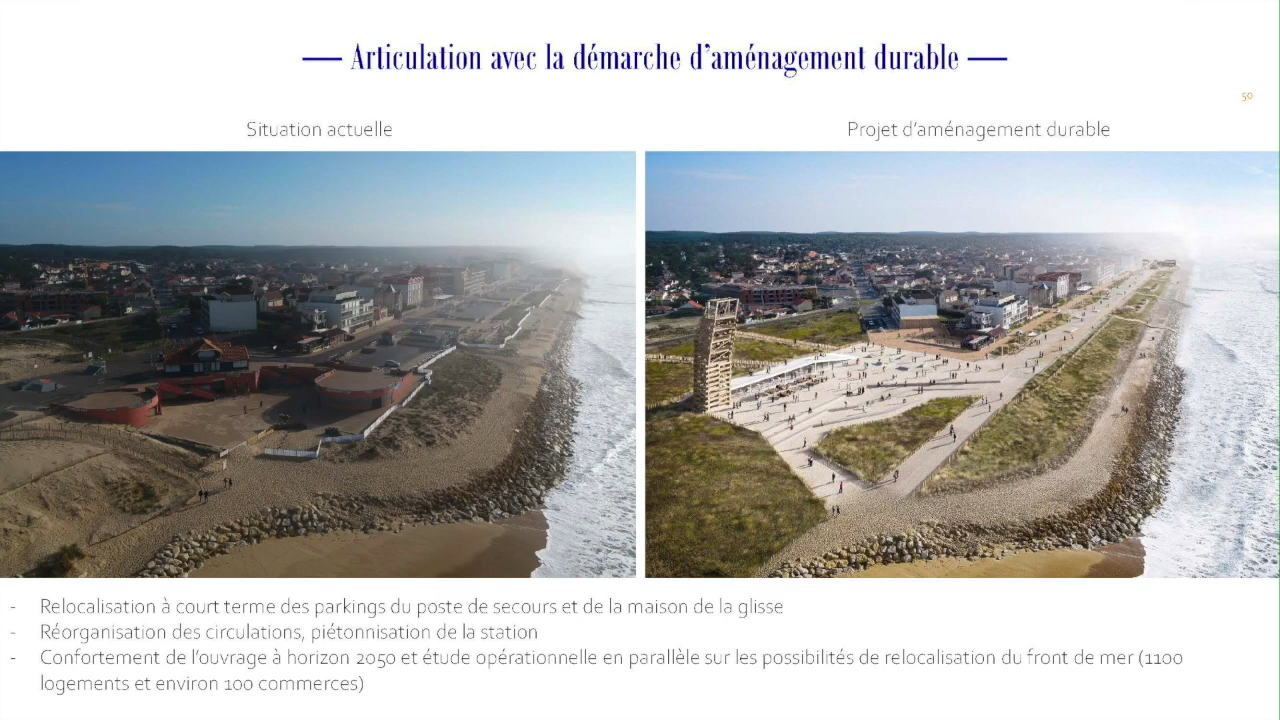 — Articulation avec la démarche d’aménagement durable —
50
Situation actuelle
Projet d’aménagement durable
- Relocalisation à court terme des parkings du poste de secours et de la maison de la glisse
- Réorganisation des circulations, piétonnisation de la station
- Confortement de l’ouvrage à horizon 2050 et étude opérationnelle en parallèle sur les possibilités de relocalisation du front de mer (1100
logements et environ 100 commerces)